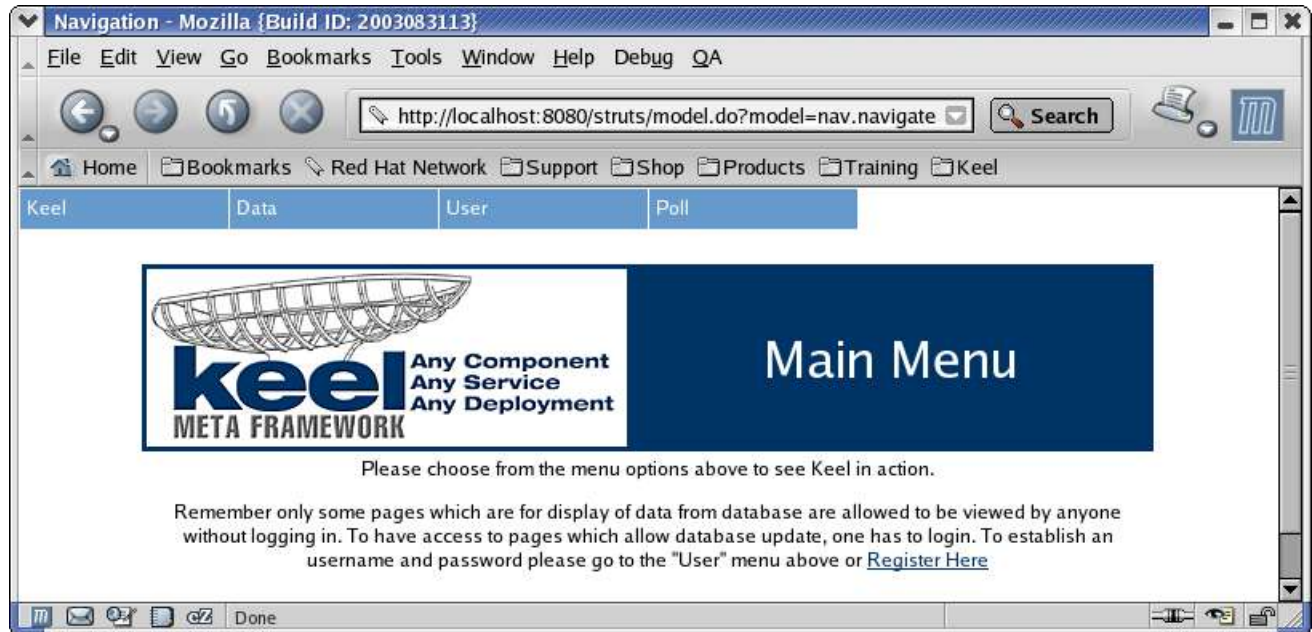 Navigation - Mozilla {Build ID: 2003083113}
File Edit View Go Bookmarks Tools Window Help Debug QA
http://localhost:8080/struts/model.do?model=nav.navigate Search
Home Bookmarks Red Hat Network Support Shop Products Training Keel
Keel Data User Poll
keel
META FRAMEWORK
Any Component
Any Service
Any Deployment
Main Menu
Please choose from the menu options above to see Keel in action.
Remember only some pages which are for display of data from database are allowed to be viewed by anyone
without logging in. To have access to pages which allow database update, one has to login. To establish an
username and password please go to the "User" menu above or Register Here
Done